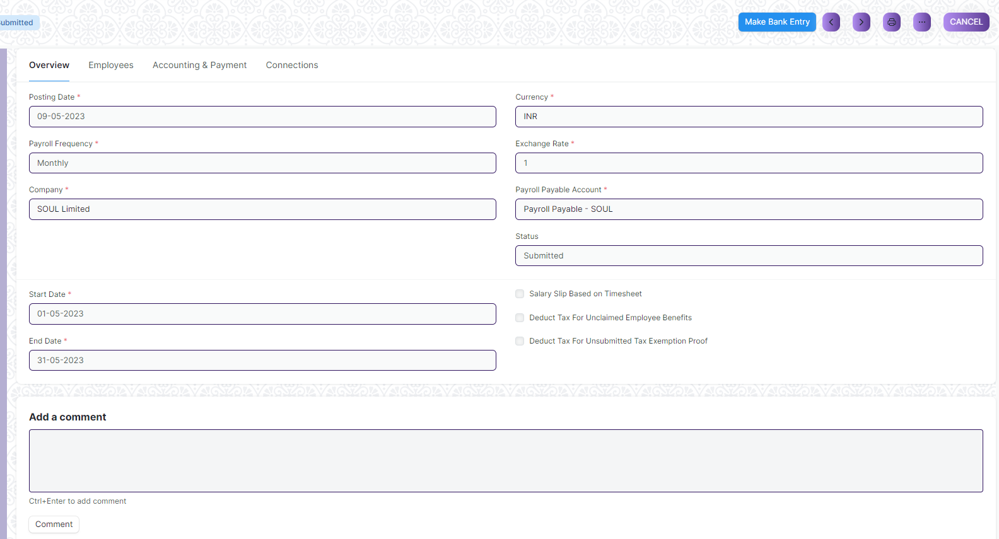 ubmitted
Make Bank Entry
CANCEL
Overview Employees Accounting & Payment Connections
Posting Date *
09-05-2023
Currency *
INR
Payroll Frequency *
Monthly
Exchange Rate *
1
Company *
SOUL Limited
Payroll Payable Account *
Payroll Payable - SOUL
Status
Submitted
Start Date *
01-05-2023
End Date *
31-05-2023
Salary Slip Based on Timesheet
Deduct Tax For Unclaimed Employee Benefits
Deduct Tax For Unsubmitted Tax Exemption Proof
Add a comment
Ctrl+Enter to add comment
Comment